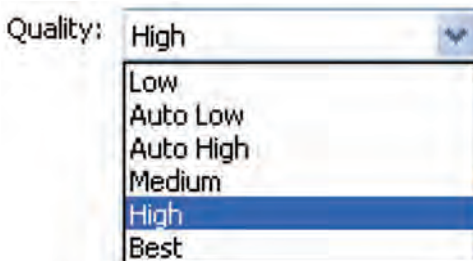 Quality: High
Low
Auto Low
Auto High
Medium
High
Best